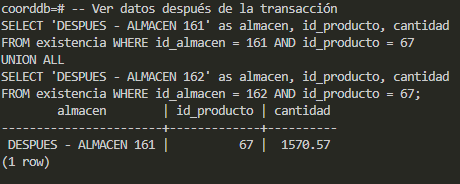 coorddb=# -- Ver datos después de la transacción
SELECT 'DESPUES - ALMACEN 161' as almacen, id_producto, cantidad
FROM existencia WHERE id_almacen = 161 AND id_producto = 67
UNION ALL
SELECT 'DESPUES - ALMACEN 162' as almacen, id_producto, cantidad
FROM existencia WHERE id_almacen = 162 AND id_producto = 67;
        almacen        | id_producto | cantidad
-----------------------+-------------+----------
 DESPUES - ALMACEN 161 |          67 |  1570.57
(1 row)